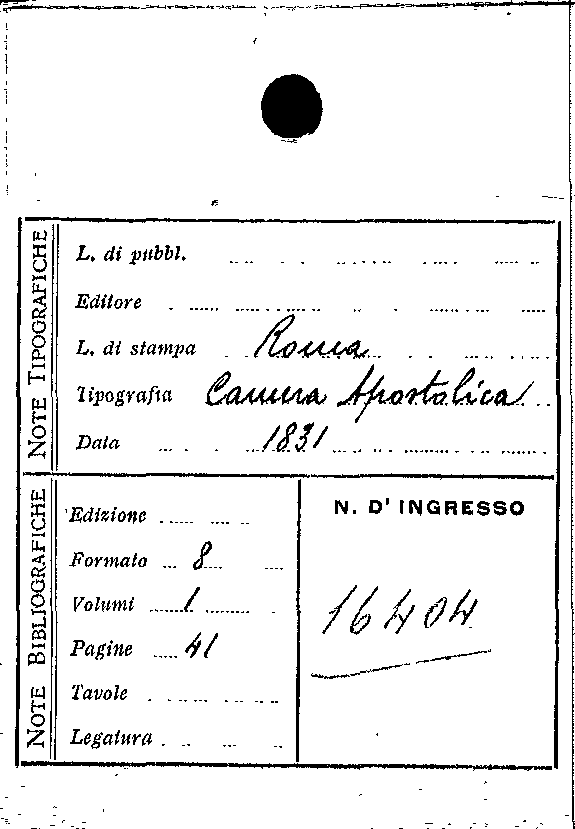 NOTE TIPOGRAFICHE
L. di pubbl.
Editore
L. di stampa Roma
Tipografia Camera Apostolica
Data 1831
NOTE BIBLIOGRAFICHE
Edizione
Formato 8
Volumi 1
Pagine 41
Tavole
Legatura
N. D'INGRESSO
16404